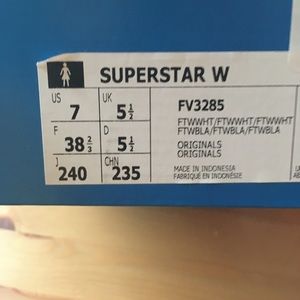 SUPERSTAR W
US UK
7 5 1/2
F D
38 2/3 5 1/2
J CHN
240 235
FV3285
FTWWHT/FTWWHT/FTWWHT
FTWBLA/FTWBLA/FTWBLA
ORIGINALS
ORIGINALS
MADE IN INDONESIA
FABRIQUÉ EN INDONÉSIE